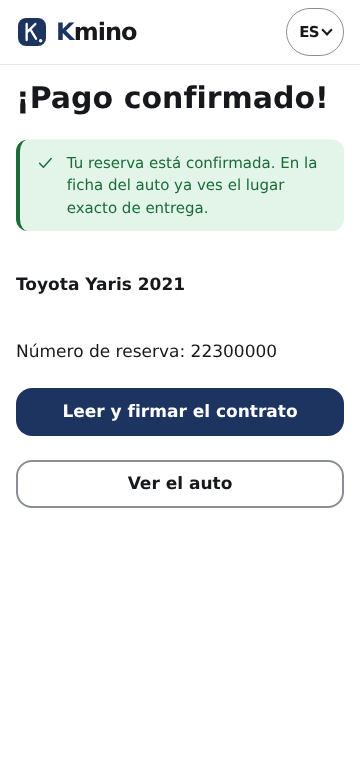 K. Kmino
ES
¡Pago confirmado!
Tu reserva está confirmada. En la
ficha del auto ya ves el lugar
exacto de entrega.
Toyota Yaris 2021
Número de reserva: 22300000
Leer y firmar el contrato
Ver el auto